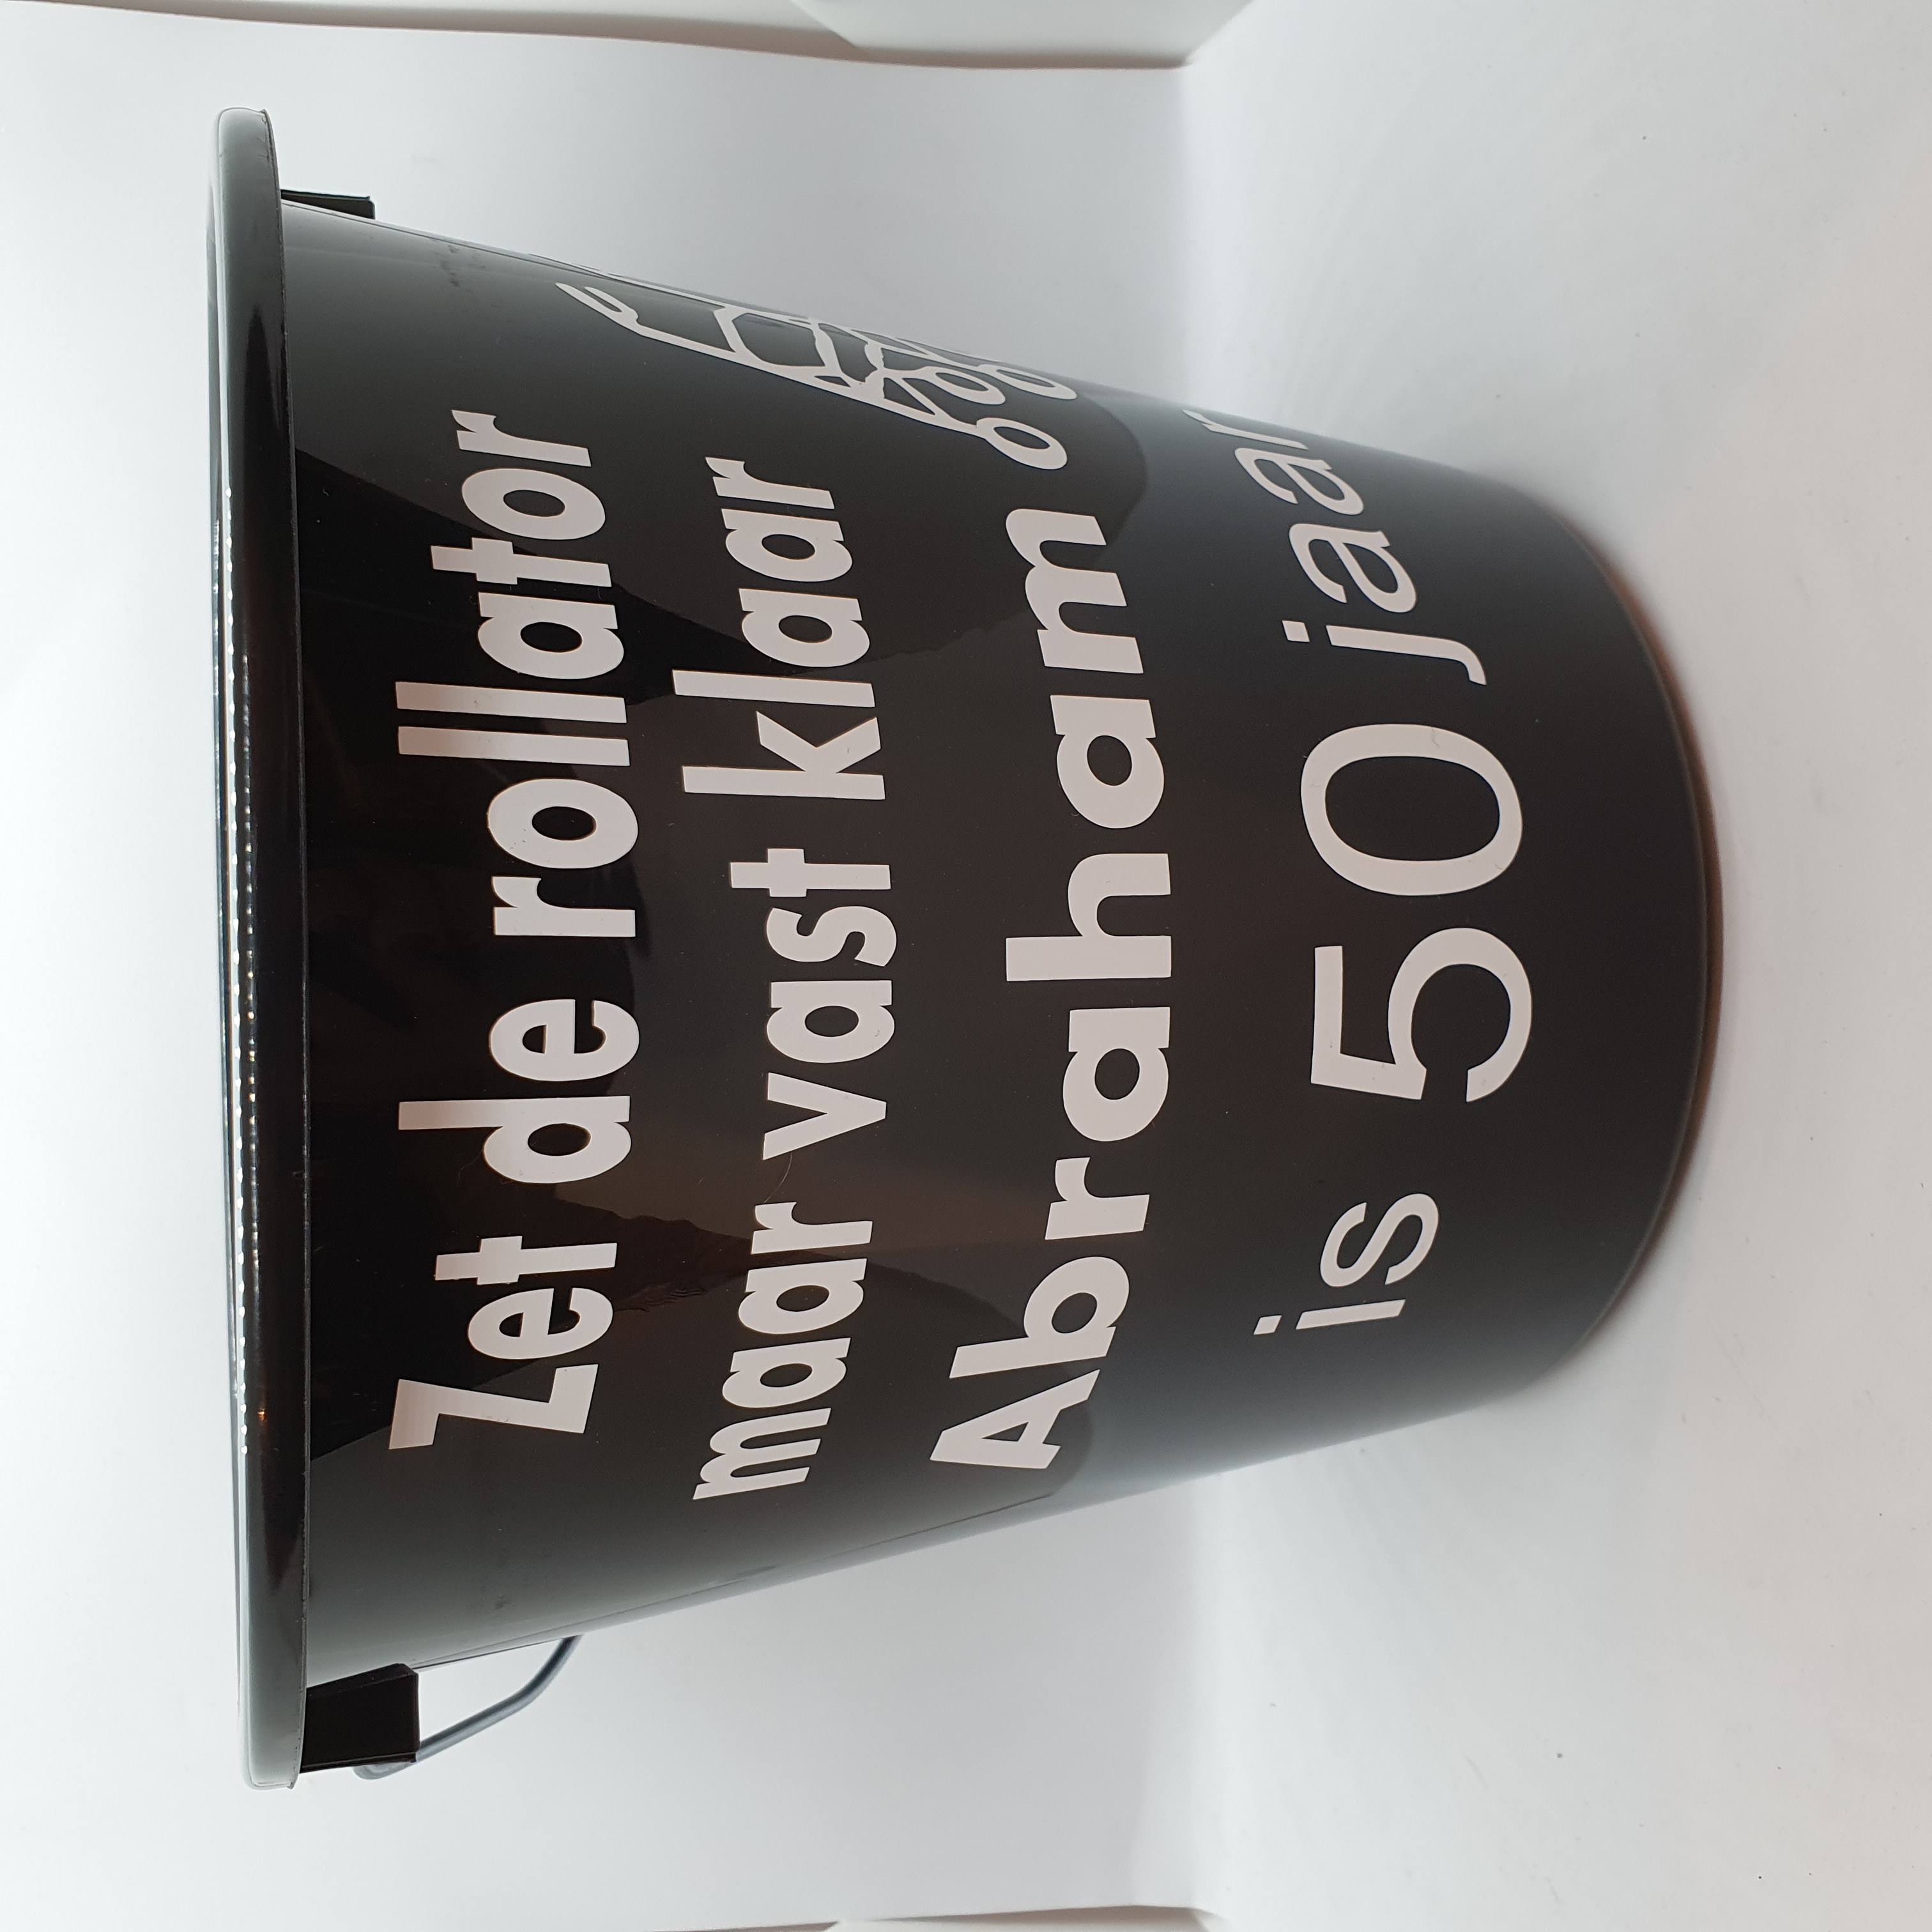 Zet de rollator
maar vast klaar
Abraham
is 50 jaar